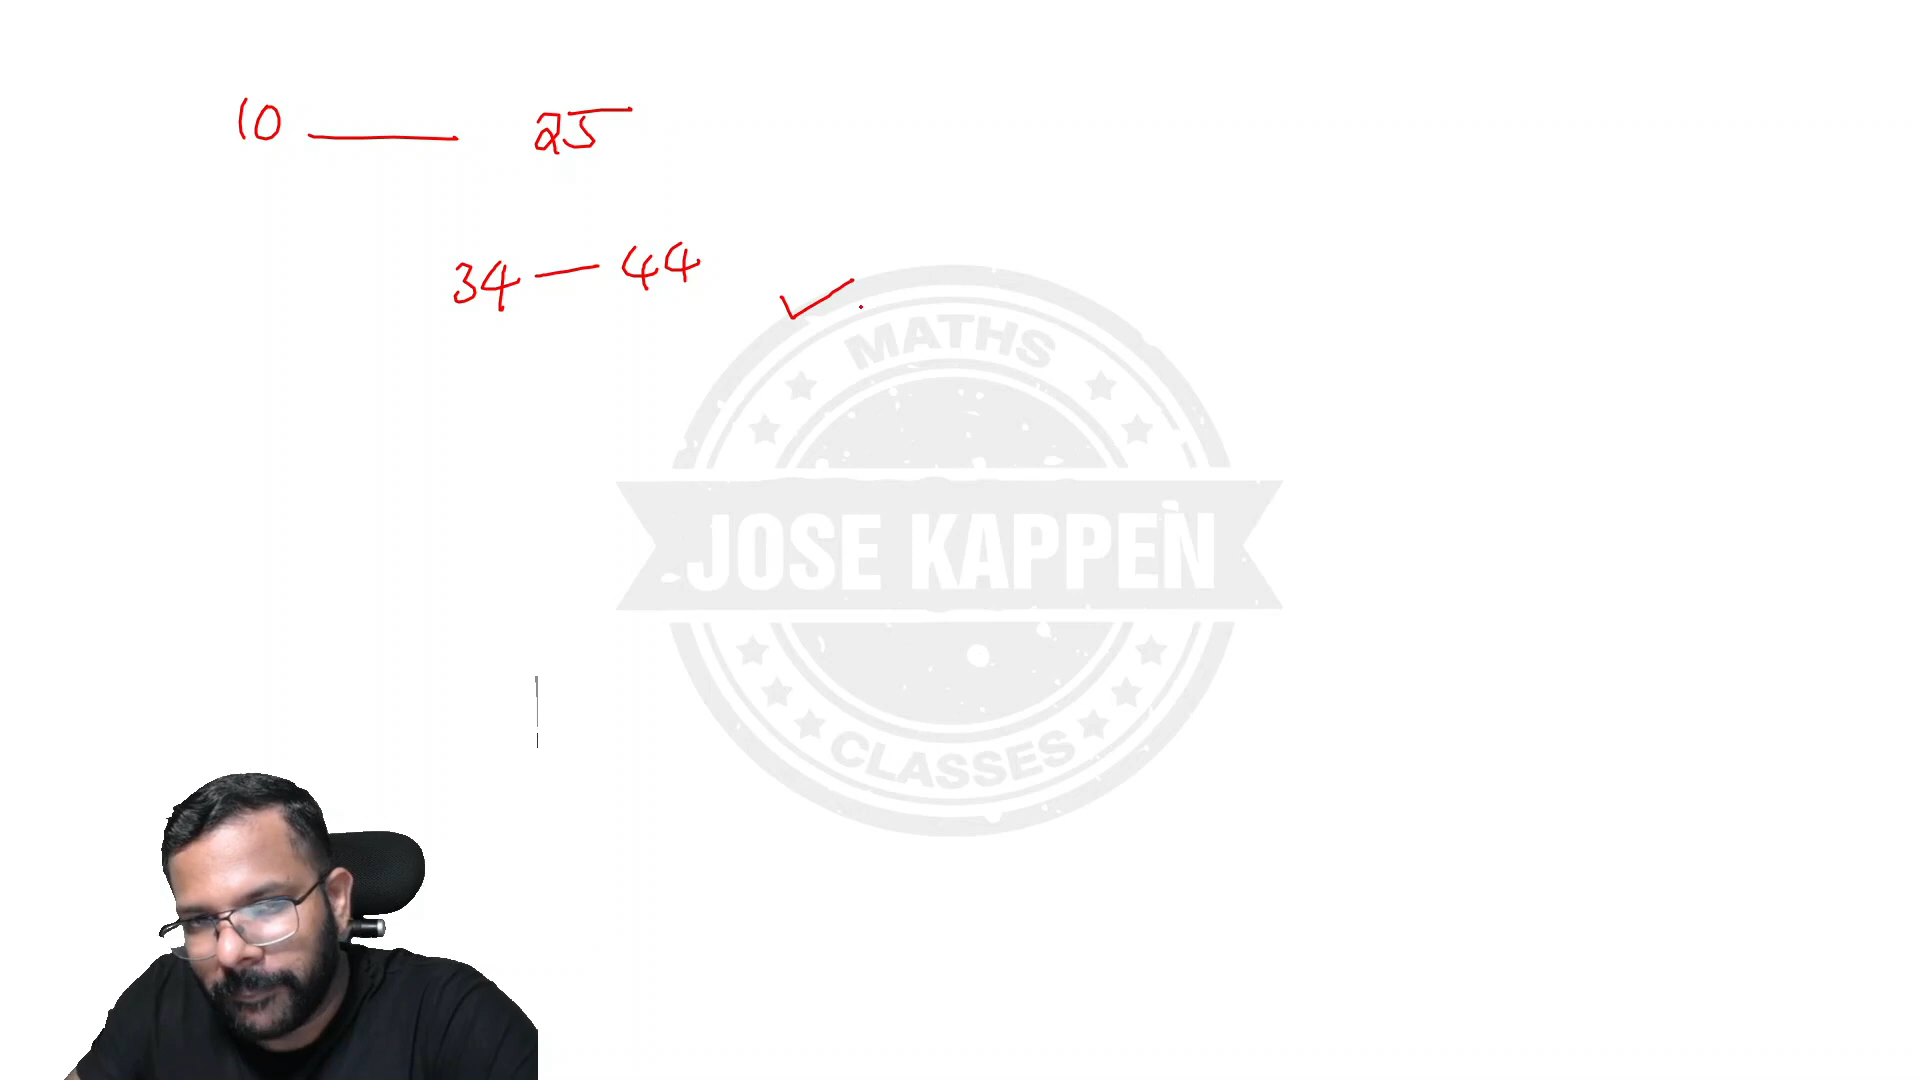 10 — 25
34 — 44
MATHS
JOSE KAPPEN
CLASSES